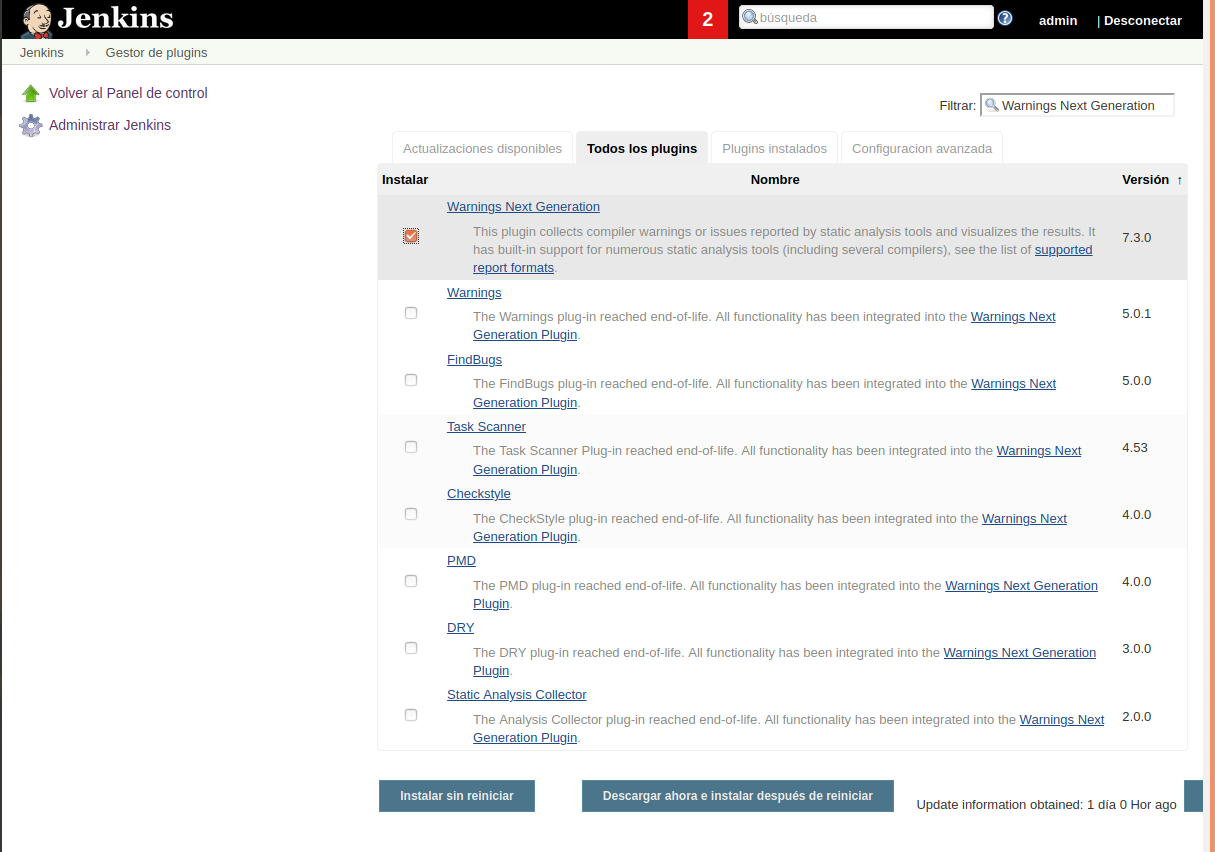 Jenkins
2
búsqueda
?
admin
| Desconectar
Jenkins
Gestor de plugins
Volver al Panel de control
Administrar Jenkins
Filtrar:
Warnings Next Generation
Actualizaciones disponibles
Todos los plugins
Plugins instalados
Configuracion avanzada
Instalar
Nombre
Versión ↑
Warnings Next Generation
This plugin collects compiler warnings or issues reported by static analysis tools and visualizes the results. It
has built-in support for numerous static analysis tools (including several compilers), see the list of supported
report formats.
7.3.0
Warnings
The Warnings plug-in reached end-of-life. All functionality has been integrated into the Warnings Next
Generation Plugin.
5.0.1
FindBugs
The FindBugs plug-in reached end-of-life. All functionality has been integrated into the Warnings Next
Generation Plugin.
5.0.0
Task Scanner
The Task Scanner Plug-in reached end-of-life. All functionality has been integrated into the Warnings Next
Generation Plugin.
4.53
Checkstyle
The CheckStyle plug-in reached end-of-life. All functionality has been integrated into the Warnings Next
Generation Plugin.
4.0.0
PMD
The PMD plug-in reached end-of-life. All functionality has been integrated into the Warnings Next Generation
Plugin.
4.0.0
DRY
The DRY plug-in reached end-of-life. All functionality has been integrated into the Warnings Next Generation
Plugin.
3.0.0
Static Analysis Collector
The Analysis Collector plug-in reached end-of-life. All functionality has been integrated into the Warnings Next
Generation Plugin.
2.0.0
Instalar sin reiniciar
Descargar ahora e instalar después de reiniciar
Update information obtained: 1 día 0 Hor ago